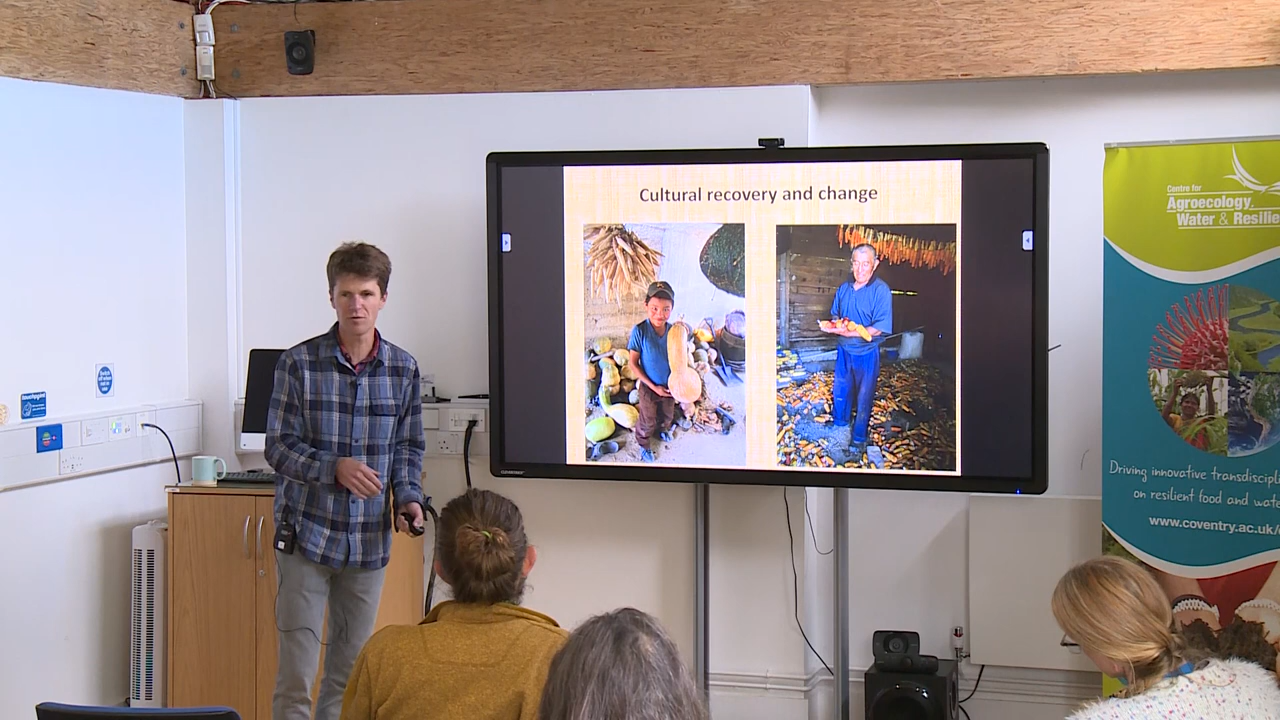 Cultural recovery and change
Centre for
Agroecology,
Water & Resilie
Driving innovative transdiscipli
on resilient food and wate
www.coventry.ac.uk/